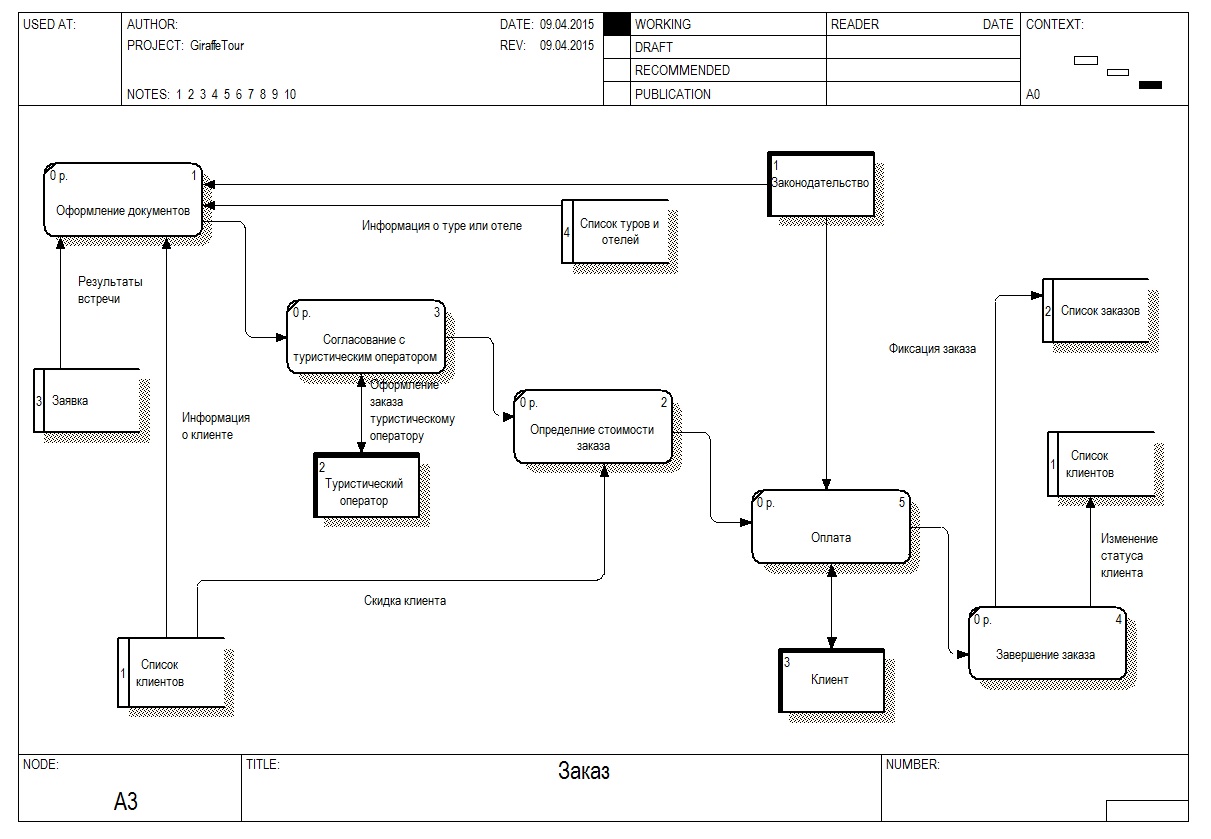 USED AT:
AUTHOR:
DATE: 09.04.2015
PROJECT: GiraffeTour
REV: 09.04.2015
NOTES: 1 2 3 4 5 6 7 8 9 10
WORKING
DRAFT
RECOMMENDED
PUBLICATION
READER
DATE
CONTEXT:
A0
0 р.
1
Оформление документов
1
Законодательство
Информация о туре или отеле
4
Список туров и
отелей
Результаты
встречи
0 р.
3
Согласование с
туристическим оператором
2
Список заказов
Фиксация заказа
3
Заявка
Информация
о клиенте
Оформление
заказа
туристическому
оператору
0 р.
2
Определние стоимости
заказа
2
Туристический
оператор
1
Список
клиентов
0 р.
5
Оплата
Изменение
статуса
клиента
Скидка клиента
0 р.
4
Завершение заказа
1
Список
клиентов
3
Клиент
NODE:
A3
TITLE:
Заказ
NUMBER: